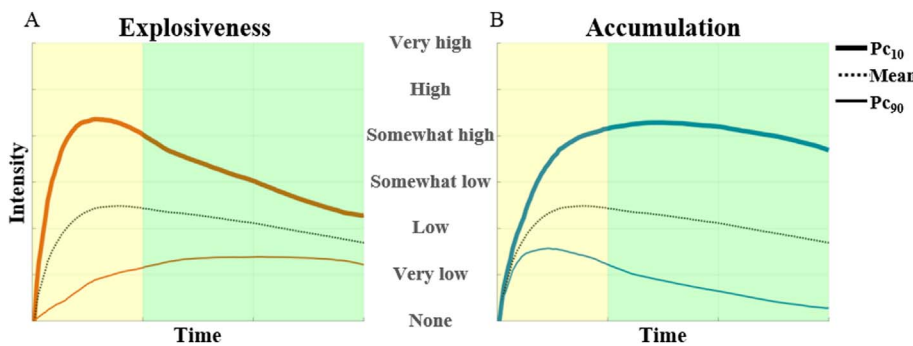 A
Explosiveness
Intensity
Time
Very high
High
Somewhat high
Somewhat low
Low
Very low
None
B
Accumulation
Time
Pc10
Mean
Pc90